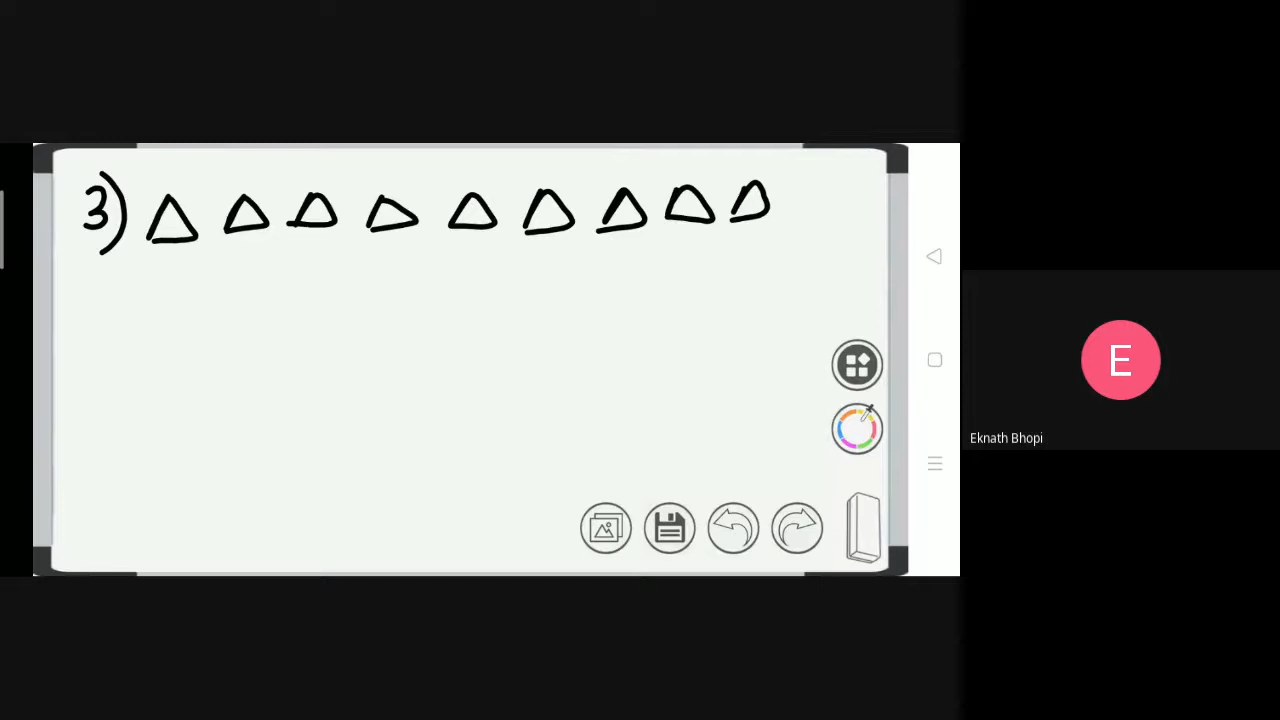 3) △ △ △ △ △ △ △ △ △
E
Eknath Bhopi